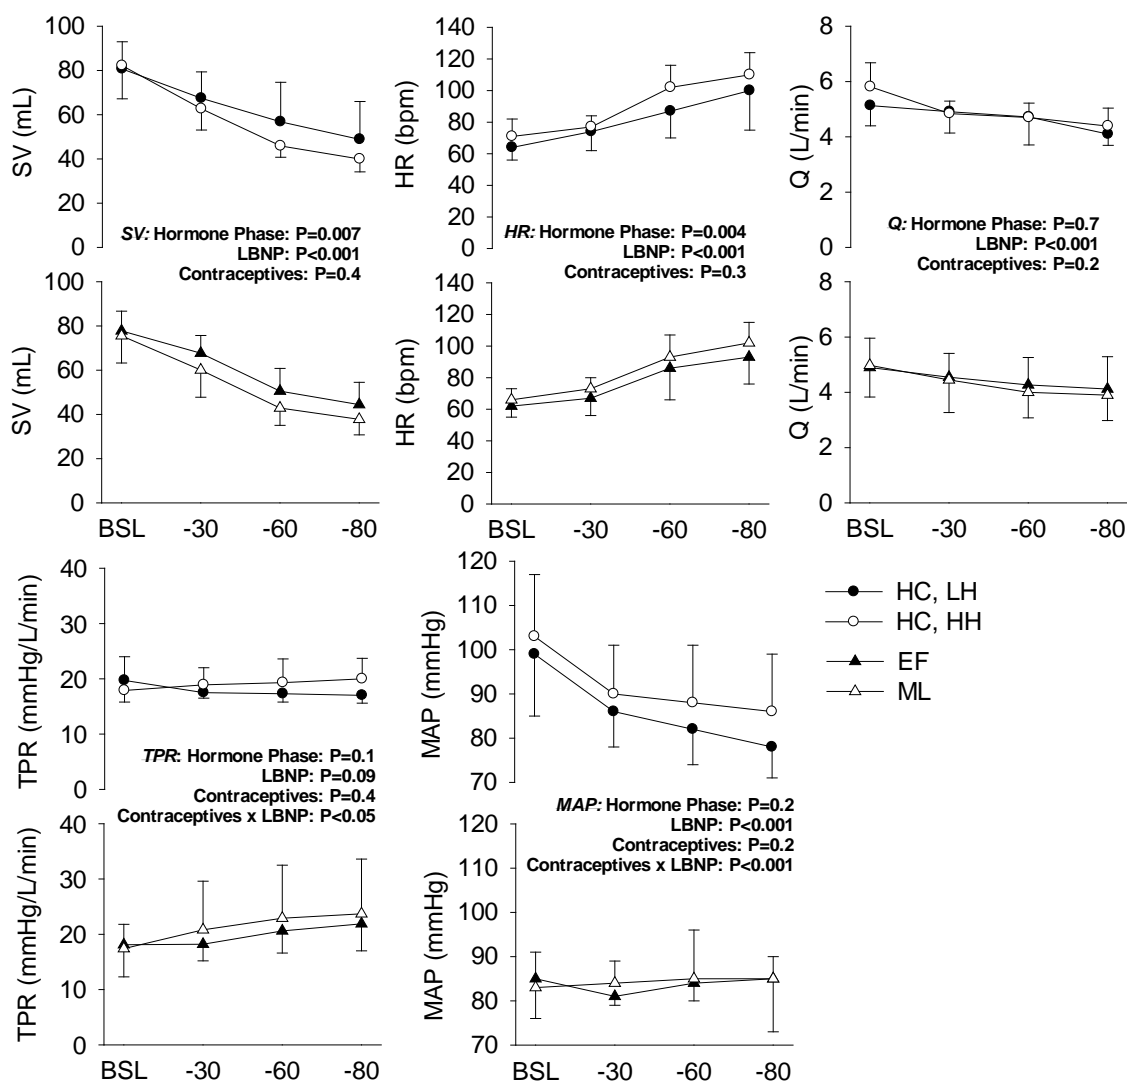 SV (mL)
100
80
60
40
20
0
HR (bpm)
140
120
100
80
60
40
20
0
Q (L/min)
8
6
4
2
0
SV: Hormone Phase: P=0.007
LBNP: P<0.001
Contraceptives: P=0.4
HR: Hormone Phase: P=0.004
LBNP: P<0.001
Contraceptives: P=0.3
Q: Hormone Phase: P=0.7
LBNP: P<0.001
Contraceptives: P=0.2
SV (mL)
100
80
60
40
20
0
BSL -30 -60 -80
HR (bpm)
140
120
100
80
60
40
20
0
BSL -30 -60 -80
Q (L/min)
8
6
4
2
0
BSL -30 -60 -80
TPR (mmHg/L/min)
40
30
20
10
0
MAP (mmHg)
120
110
100
90
80
70
HC, LH
HC, HH
EF
ML
TPR: Hormone Phase: P=0.1
LBNP: P=0.09
Contraceptives: P=0.4
Contraceptives x LBNP: P<0.05
MAP: Hormone Phase: P=0.2
LBNP: P<0.001
Contraceptives: P=0.2
Contraceptives x LBNP: P<0.001
TPR (mmHg/L/min)
40
30
20
10
0
BSL -30 -60 -80
MAP (mmHg)
120
110
100
90
80
70
BSL -30 -60 -80